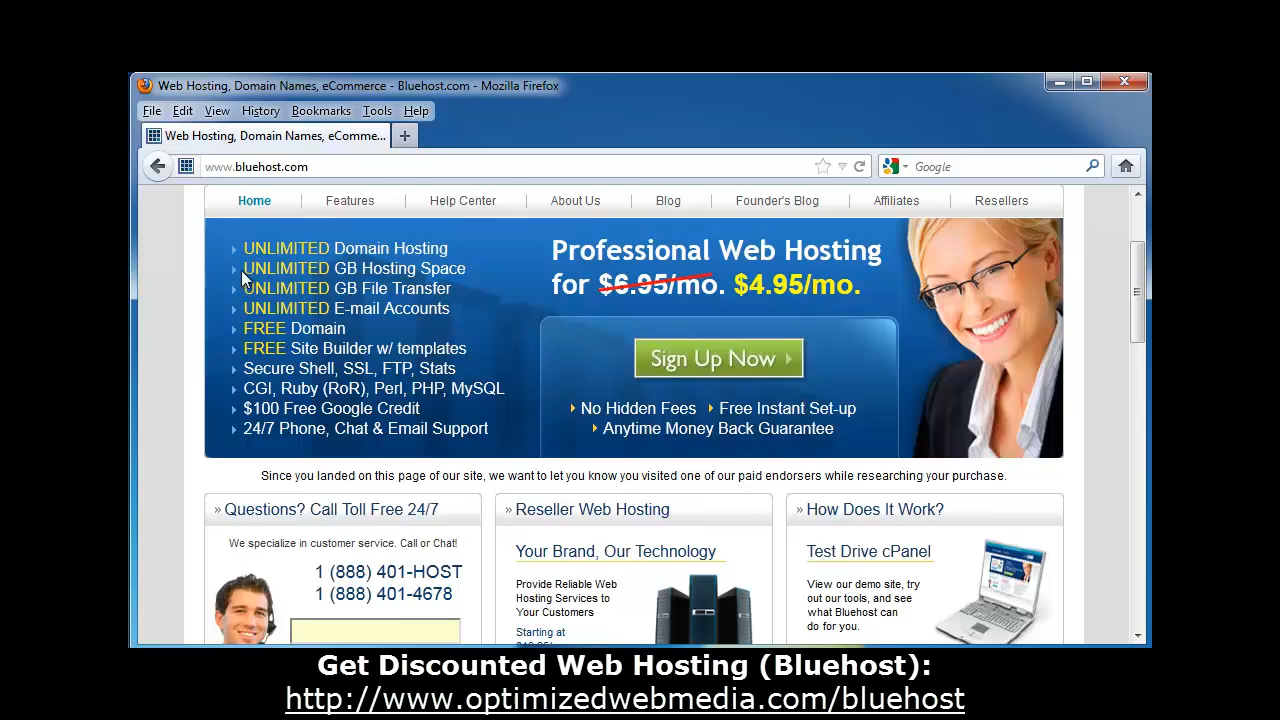 Web Hosting, Domain Names, eCommerce - Bluehost.com - Mozilla Firefox
File Edit View History Bookmarks Tools Help
Web Hosting, Domain Names, eComme...
www.bluehost.com
Google
Home Features Help Center About Us Blog Founder's Blog Affiliates Resellers
UNLIMITED Domain Hosting
UNLIMITED GB Hosting Space
UNLIMITED GB File Transfer
UNLIMITED E-mail Accounts
FREE Domain
FREE Site Builder w/ templates
Secure Shell, SSL, FTP, Stats
CGI, Ruby (RoR), Perl, PHP, MySQL
$100 Free Google Credit
24/7 Phone, Chat & Email Support
Professional Web Hosting
for $6.95/mo. $4.95/mo.
Sign Up Now
No Hidden Fees Free Instant Set-up
Anytime Money Back Guarantee
Since you landed on this page of our site, we want to let you know you visited one of our paid endorsers while researching your purchase.
» Questions? Call Toll Free 24/7
We specialize in customer service. Call or Chat!
1 (888) 401-HOST
1 (888) 401-4678
» Reseller Web Hosting
Your Brand, Our Technology
Provide Reliable Web
Hosting Services to
Your Customers
Starting at
» How Does It Work?
Test Drive cPanel
View our demo site, try
out our tools, and see
what Bluehost can
do for you.
Get Discounted Web Hosting (Bluehost):
http://www.optimizedwebmedia.com/bluehost